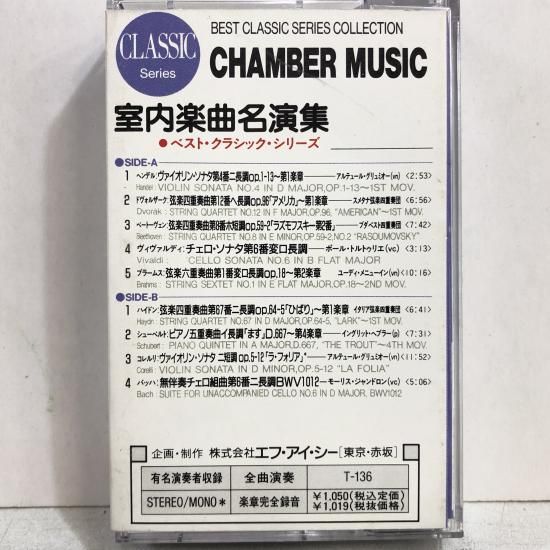 CLASSIC
Series
BEST CLASSIC SERIES COLLECTION
CHAMBER MUSIC
室内楽曲名演集
●ベスト・クラシック・シリーズ
●SIDE-A
1 ヘンデル:ヴァイオリン・ソナタ第4番ニ長調op.1-13〜第1楽章——アルテュール・グリュミオー(vn)〈2:53〉
Handel: VIOLIN SONATA NO.4 IN D MAJOR,OP.1-13〜1ST MOV.
2 ドヴォルザーク:弦楽四重奏曲第12番ヘ長調op.96「アメリカ」〜第1楽章——スメタナ弦楽四重奏団〈6:56〉
Dvorak: STRING QUARTET NO.12 IN F MAJOR,OP.96, "AMERICAN"〜1ST MOV.
3 ベートーヴェン:弦楽四重奏曲第8番ホ短調op.59-2「ラズモフスキー第2番」——ブダペスト四重奏団〈7:42〉
Beethoven: STRING QUARTET NO.8 IN E MINOR,OP.59-2,NO.2 "RASOUMOVSKY"
4 ヴィヴァルディ:チェロ・ソナタ第6番変ロ長調——ポール・トルトゥリエ(vc)〈3:13〉
Vivaldi: CELLO SONATA NO.6 IN B FLAT MAJOR
5 ブラームス:弦楽六重奏曲第1番変ロ長調op.18〜第2楽章 ユーディ・メニューイン(vn)〈10:16〉
Brahms: STRING SEXTET NO.1 IN E FLAT MAJOR,OP.18〜2ND MOV.
●SIDE-B
1 ハイドン:弦楽四重奏曲第67番ニ長調op.64-5「ひばり」〜第1楽章 イタリア弦楽四重奏団〈6:41〉
Haydn: STRING QUARTET NO.67 IN D MAJOR,OP.64-5, "LARK"〜1ST MOV.
2 シューベルト:ピアノ五重奏曲イ長調「ます」D.667〜第4楽章——イングリット・ヘブラー(p)〈7:31〉
Schubert: PIANO QUINTET IN A MAJOR,D.667, "THE TROUT"〜4TH MOV.
3 コレルリ:ヴァイオリン・ソナタ ニ短調op.5-12「ラ・フォリア」——アルテュール・グリュミオー(vn)〈11:52〉
Corelli: VIOLIN SONATA IN D MINOR,OP.5-12 "LA FOLIA"
4 バッハ:無伴奏チェロ組曲第6番ニ長調BWV1012—モーリス・ジャンドロン(vc)〈5:06〉
Bach: SUITE FOR UNACCOMPANIED CELLO NO.6 IN D MAJOR, BWV1012
企画・制作 株式会社エフ・アイ・シー[東京・赤坂]
有名演奏者収録 全曲演奏 T-136
STEREO/MONO* 楽章完全録音 ¥1,050(税込定価)
¥1,019(税抜価格)